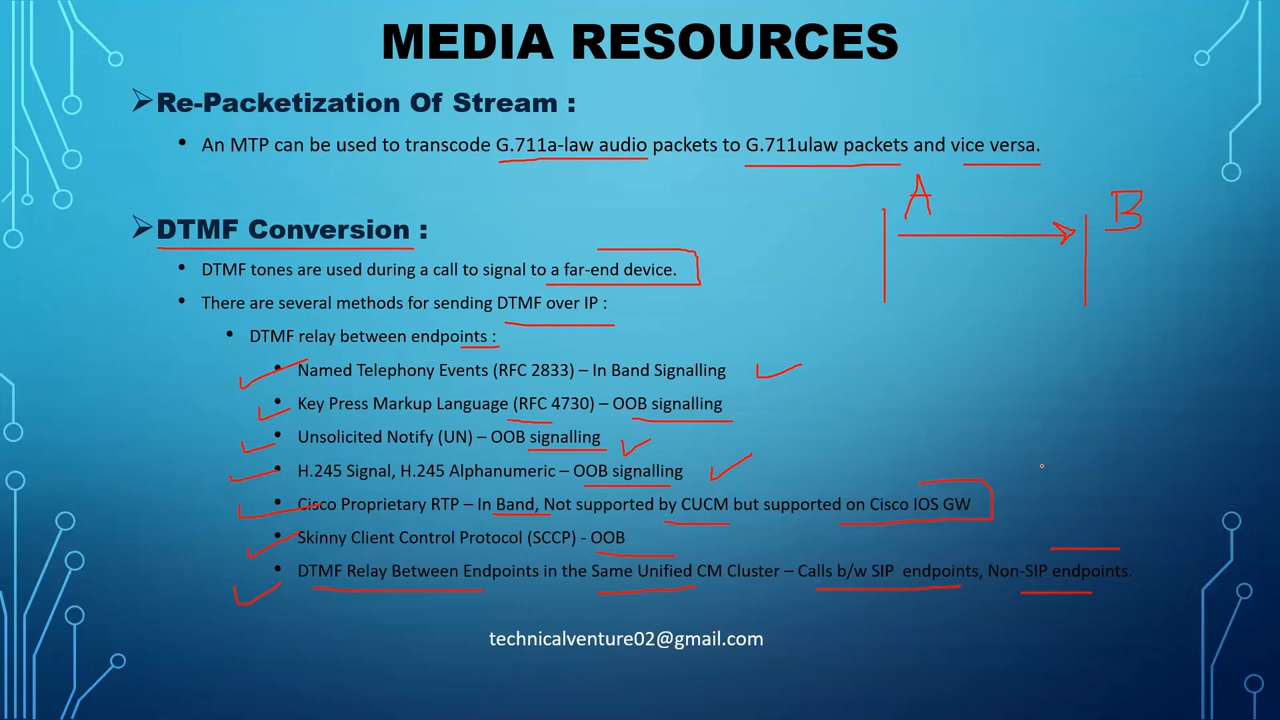 MEDIA RESOURCES
Re-Packetization Of Stream :
An MTP can be used to transcode G.711a-law audio packets to G.711ulaw packets and vice versa.
A
B
DTMF Conversion :
DTMF tones are used during a call to signal to a far-end device.
There are several methods for sending DTMF over IP :
DTMF relay between endpoints :
Named Telephony Events (RFC 2833) – In Band Signalling
Key Press Markup Language (RFC 4730) – OOB signalling
Unsolicited Notify (UN) – OOB signalling
H.245 Signal, H.245 Alphanumeric – OOB signalling
Cisco Proprietary RTP – In Band, Not supported by CUCM but supported on Cisco IOS GW
Skinny Client Control Protocol (SCCP) - OOB
DTMF Relay Between Endpoints in the Same Unified CM Cluster – Calls b/w SIP endpoints, Non-SIP endpoints.
technicalventure02@gmail.com